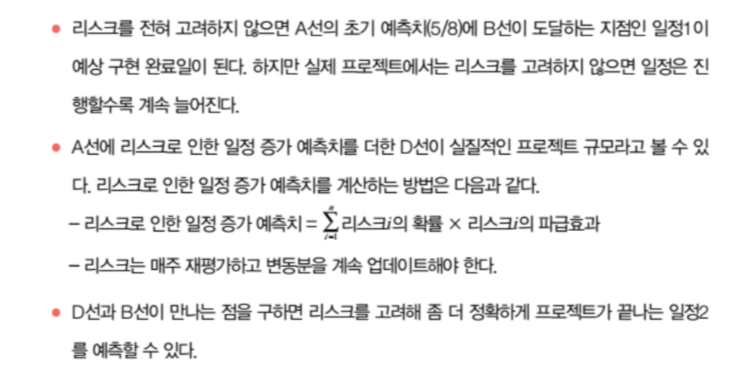 • 리스크를 전혀 고려하지 않으면 A선의 초기 예측치(5/8)에 B선이 도달하는 지점인 일정1이
예상 구현 완료일이 된다. 하지만 실제 프로젝트에서는 리스크를 고려하지 않으면 일정은 진
행할수록 계속 늘어진다.
• A선에 리스크로 인한 일정 증가 예측치를 더한 D선이 실질적인 프로젝트 규모라고 볼 수 있
다. 리스크로 인한 일정 증가 예측치를 계산하는 방법은 다음과 같다.
– 리스크로 인한 일정 증가 예측치 = $\sum_{i=1}^{n}$ 리스크i의 확률 × 리스크i의 파급효과
– 리스크는 매주 재평가하고 변동분을 계속 업데이트해야 한다.
• D선과 B선이 만나는 점을 구하면 리스크를 고려해 좀 더 정확하게 프로젝트가 끝나는 일정2
를 예측할 수 있다.